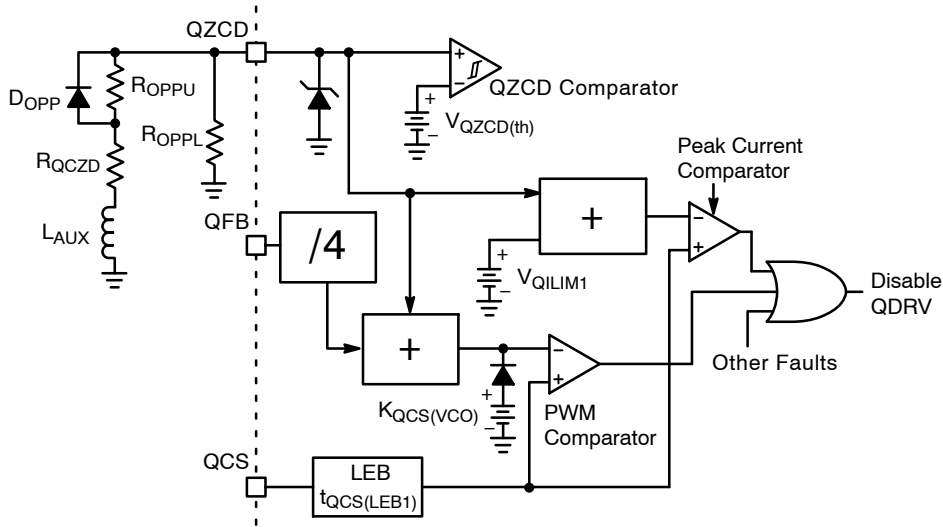 QZCD
DOPP
ROPPU
ROPPL
RQCZD
LAUX
+
−
QZCD Comparator
+
−
VQZCD(th)
Peak Current
Comparator
QFB
/4
+
+
−
VQILIM1
−
+
Disable
QDRV
Other Faults
+
−
+
+
−
KQCS(VCO)
PWM
Comparator
QCS
LEB
tQCS(LEB1)